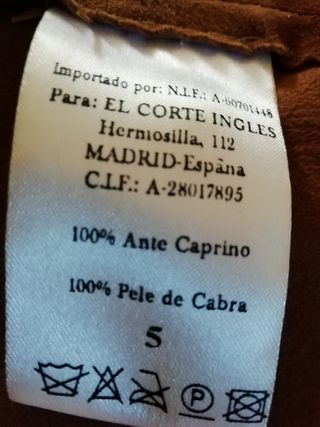 Importado por: N.I.F.: A-60701448
Para: EL CORTE INGLES
Hermosilla, 112
MADRID-Espãna
C.I.F.: A-28017895
100% Ante Caprino
100% Pele de Cabra
5
P